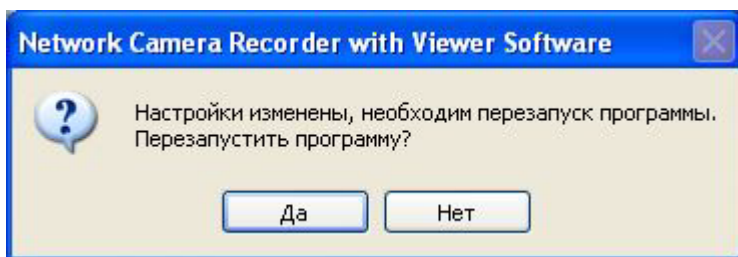 Network Camera Recorder with Viewer Software
Настройки изменены, необходим перезапуск программы.
Перезапустить программу?
Да
Нет